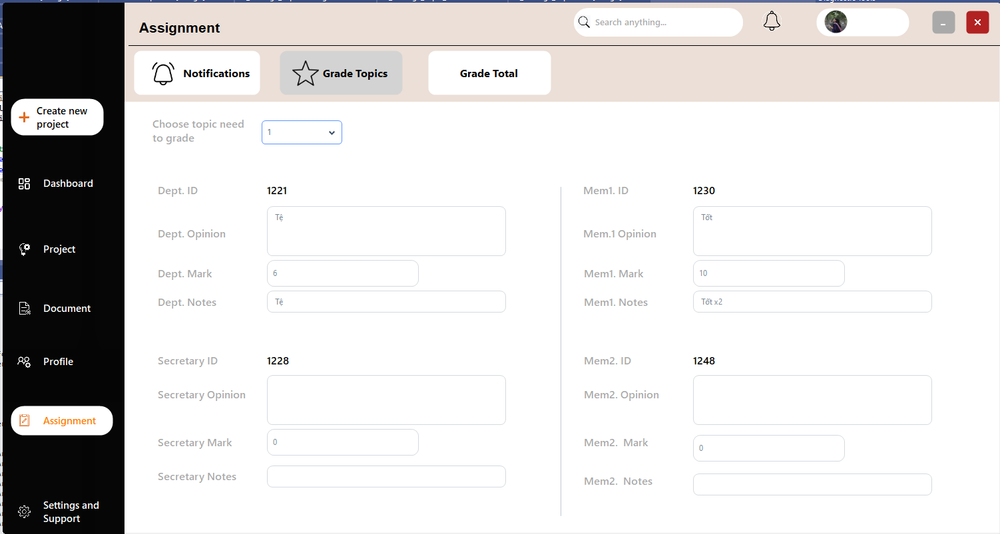 Assignment
Search anything...
Notifications
Grade Topics
Grade Total
Create new
project
Dashboard
Project
Document
Profile
Assignment
Settings and
Support
Choose topic need
to grade
1
Dept. ID
1221
Dept. Opinion
Tệ
Dept. Mark
6
Dept. Notes
Tệ
Mem1. ID
1230
Mem.1 Opinion
Tốt
Mem1. Mark
10
Mem1. Notes
Tốt x2
Secretary ID
1228
Secretary Opinion
Secretary Mark
0
Secretary Notes
Mem2. ID
1248
Mem2. Opinion
Mem2.  Mark
0
Mem2.  Notes